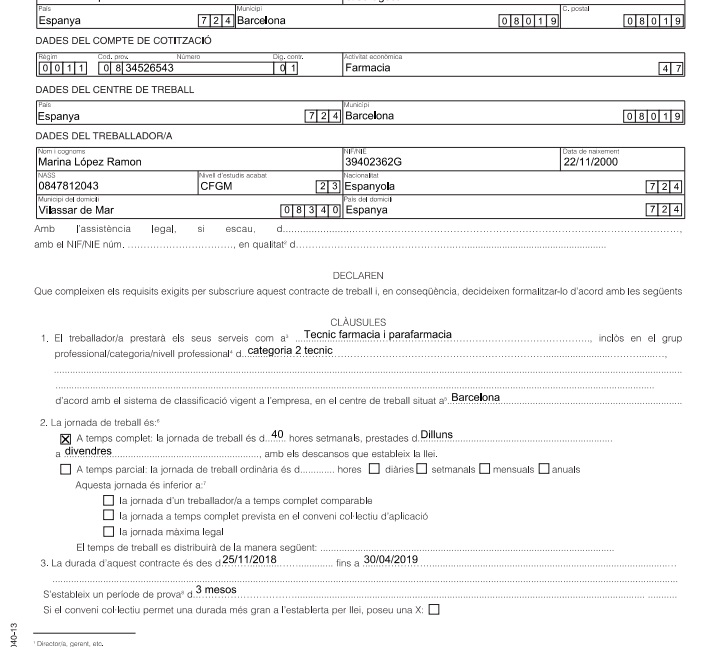 País Municipi C. postal
Espanya 7 2 4 Barcelona 0 8 0 1 9 0 8 0 1 9
DADES DEL COMPTE DE COTITZACIÓ
Règim Cod. prov. Número Dig. contr. Activitat econòmica
0 0 1 1 0 8 34526543 0 1 Farmacia 4 7
DADES DEL CENTRE DE TREBALL
País Municipi
Espanya 7 2 4 Barcelona 0 8 0 1 9
DADES DEL TREBALLADOR/A
Nom i cognoms NIF/NIE Data de naixement
Marina López Ramon 39402362G 22/11/2000
NASS Nivell d'estudis acabat Nacionalitat
0847812043 CFGM 2 3 Espanyola 7 2 4
Municipi del domicili País del domicili
Vilassar de Mar 0 8 3 4 0 Espanya 7 2 4
Amb l'assistència legal, si escau, d...........,
amb el NIF/NIE núm. ..........., en qualitat² d...........
DECLAREN
Que compleixen els requisits exigits per subscriure aquest contracte de treball i, en conseqüència, decideixen formalitzar-lo d'acord amb les següents
CLÀUSULES
1. El treballador/a prestarà els seus serveis com a³ Tecnic farmacia i parafarmacia, inclòs en el grup
professional/categoria/nivell professional⁴ d. categoria 2 tecnic
d'acord amb el sistema de classificació vigent a l'empresa, en el centre de treball situat a⁵ Barcelona
2. La jornada de treball és:⁶
X A temps complet: la jornada de treball és d. 40 hores setmanals, prestades d. Dilluns
a divendres, amb els descansos que estableix la llei.
A temps parcial: la jornada de treball ordinària és d........... hores diàries setmanals mensuals anuals
Aquesta jornada és inferior a:⁷
la jornada d'un treballador/a a temps complet comparable
la jornada a temps complet prevista en el conveni col·lectiu d'aplicació
la jornada màxima legal
El temps de treball es distribuirà de la manera següent: ...........
3. La durada d'aquest contracte és des d. 25/11/2018 fins a 30/04/2019
S'estableix un període de prova⁸ d. 3 mesos
Si el conveni col·lectiu permet una durada més gran a l'establerta per llei, poseu una X:
040-13
¹ Director/a, gerent, etc.